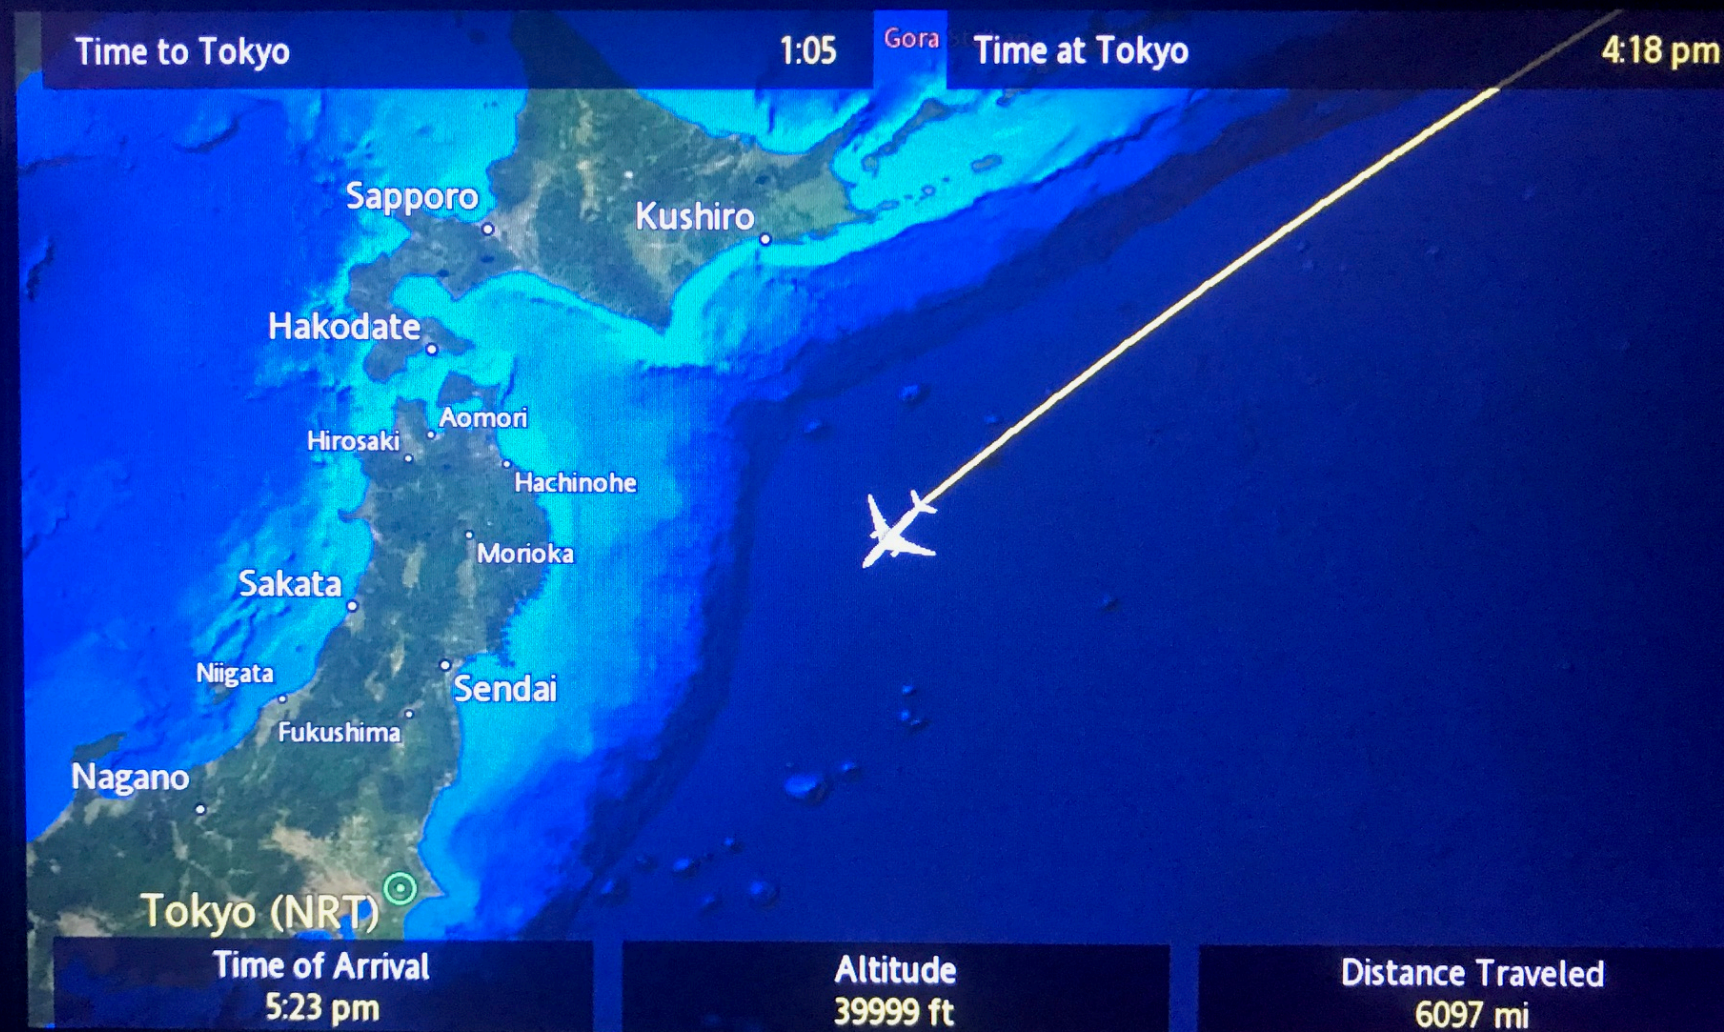 Time to Tokyo 1:05
Gora
Time at Tokyo 4:18 pm
Sapporo
Kushiro
Hakodate
Aomori
Hirosaki
Hachinohe
Morioka
Sakata
Niigata
Sendai
Fukushima
Nagano
Tokyo (NRT)
Time of Arrival
5:23 pm
Altitude
39999 ft
Distance Traveled
6097 mi